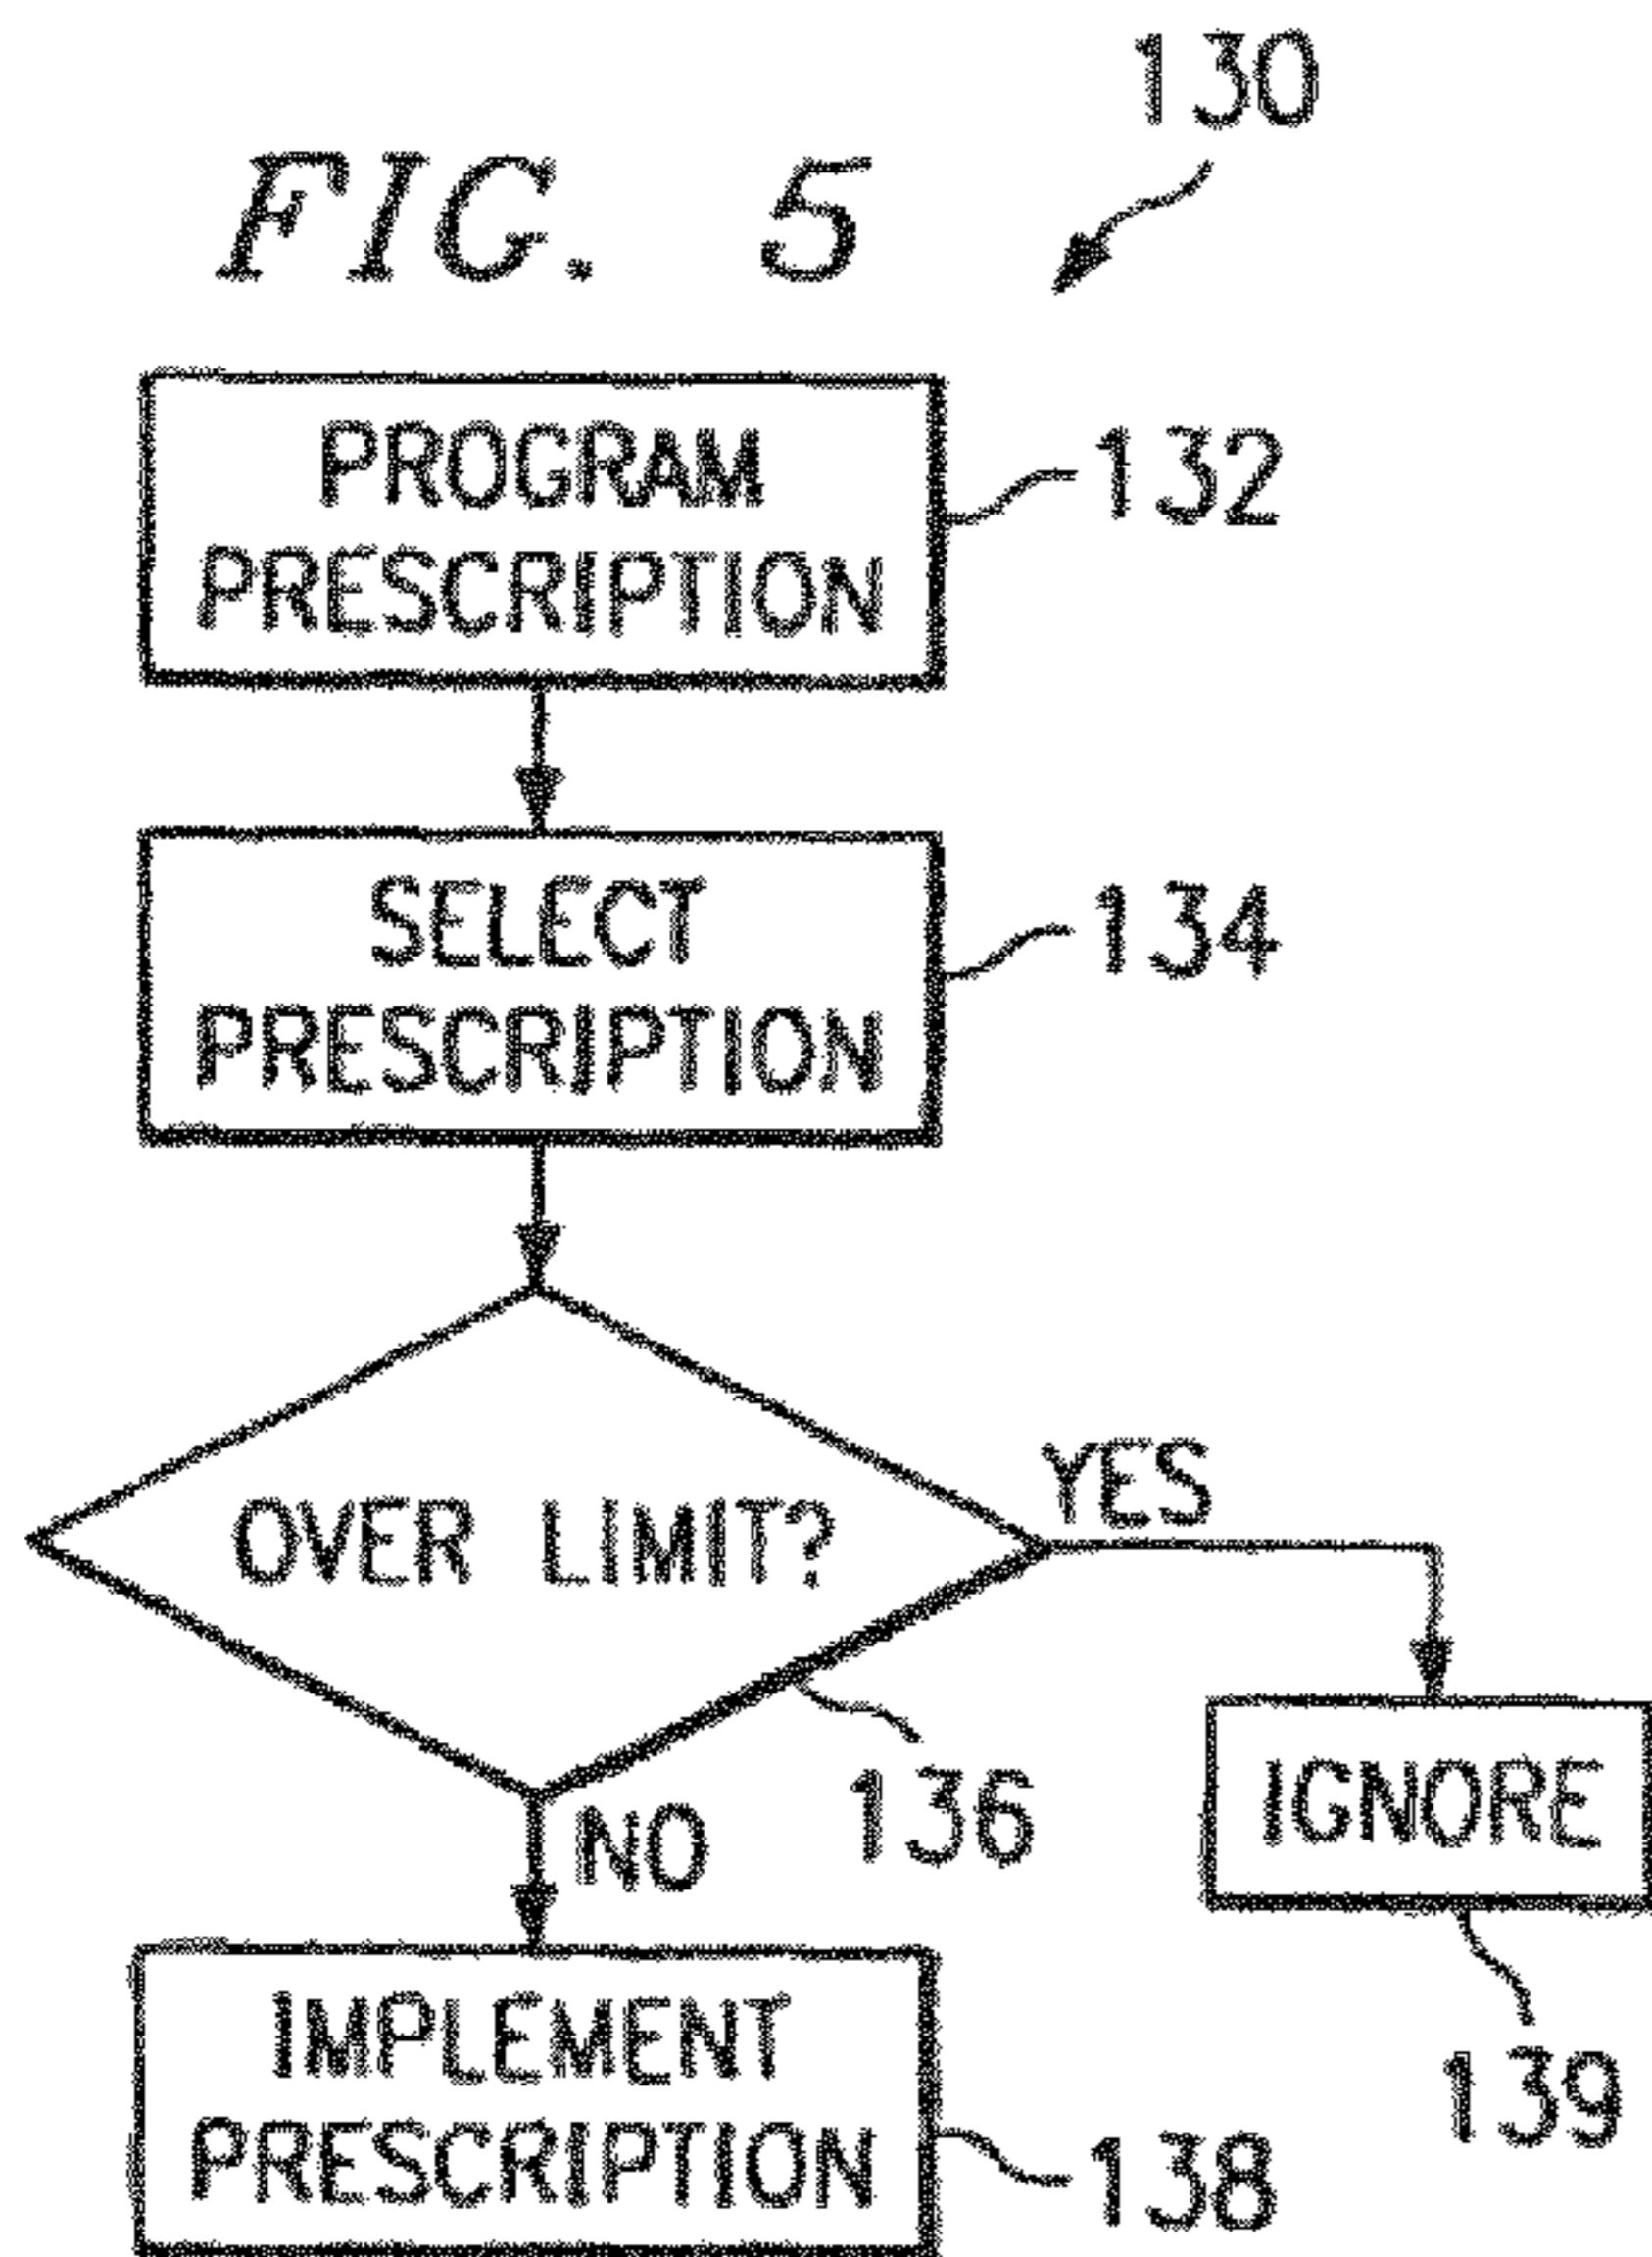 130
FIG. 5
PROGRAM
PRESCRIPTION
132
SELECT
PRESCRIPTION
134
OVER LIMIT?
YES
136
NO
IGNORE
139
IMPLEMENT
PRESCRIPTION
138